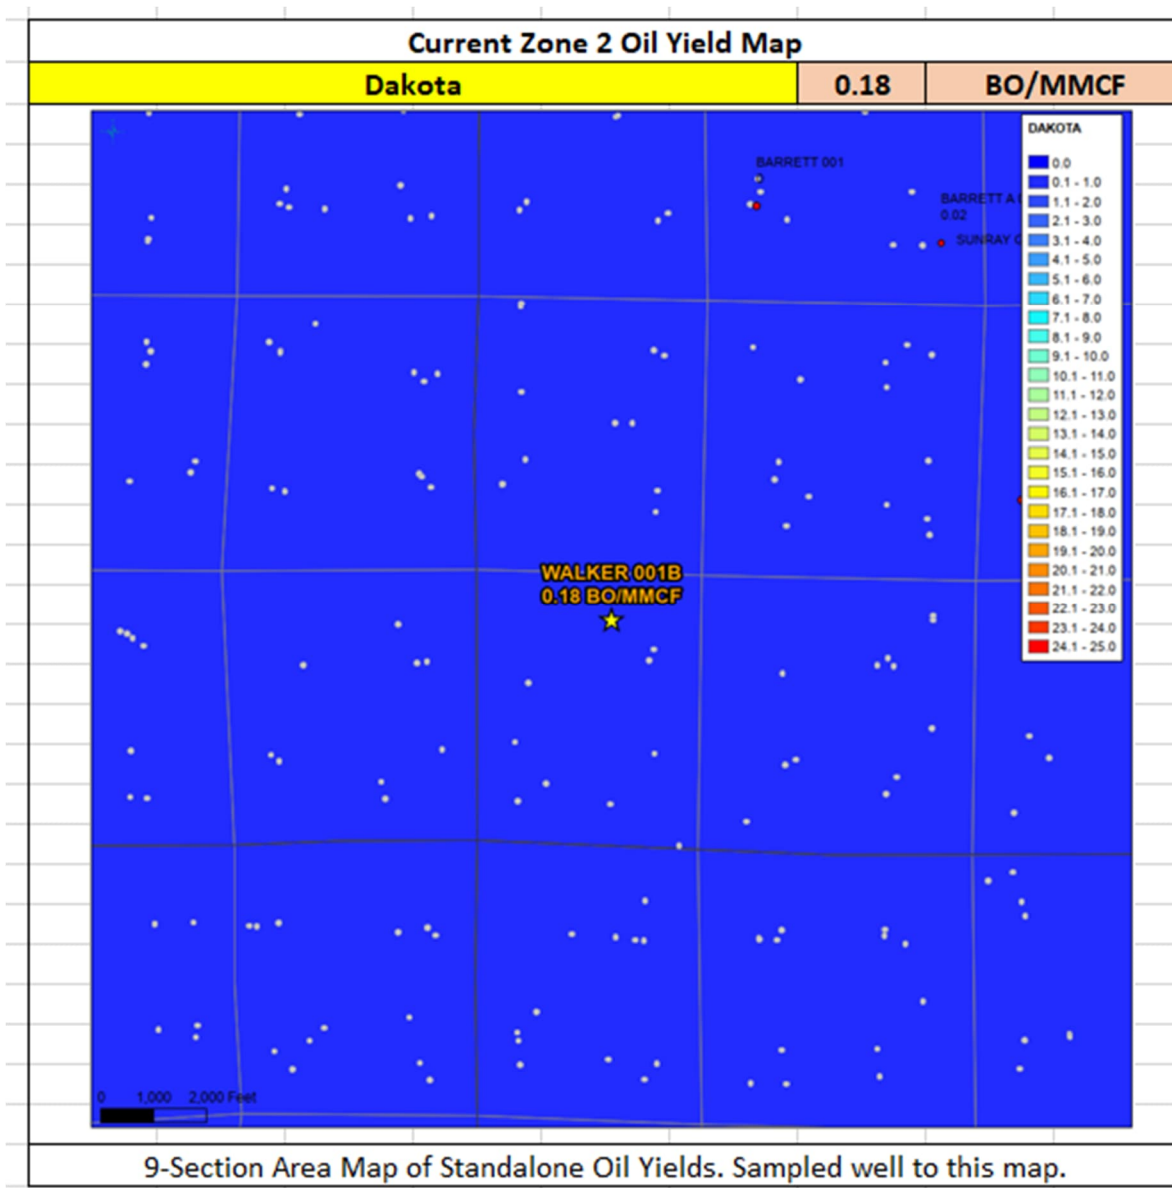 Current Zone 2 Oil Yield Map
Dakota 0.18 BO/MMCF
DAKOTA
0.0
0.1 - 1.0
1.1 - 2.0
2.1 - 3.0
3.1 - 4.0
4.1 - 5.0
5.1 - 6.0
6.1 - 7.0
7.1 - 8.0
8.1 - 9.0
9.1 - 10.0
10.1 - 11.0
11.1 - 12.0
12.1 - 13.0
13.1 - 14.0
14.1 - 15.0
15.1 - 16.0
16.1 - 17.0
17.1 - 18.0
18.1 - 19.0
19.1 - 20.0
20.1 - 21.0
21.1 - 22.0
22.1 - 23.0
23.1 - 24.0
24.1 - 25.0
BARRETT 001
BARRETT A
0.02
SUNRAY
WALKER 001B
0.18 BO/MMCF
0 1,000 2,000 Feet
9-Section Area Map of Standalone Oil Yields. Sampled well to this map.